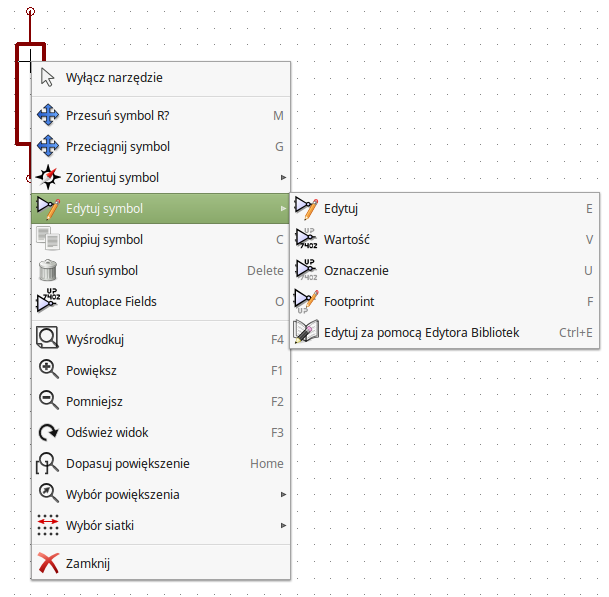 Wyłącz narzędzie
Przesuń symbol R? M
Przeciągnij symbol G
Zorientuj symbol
Edytuj symbol
Kopiuj symbol C
Usuń symbol Delete
Autoplace Fields O
Wyśrodkuj F4
Powiększ F1
Pomniejsz F2
Odśwież widok F3
Dopasuj powiększenie Home
Wybór powiększenia
Wybór siatki
Zamknij
Edytuj E
Wartość V
Oznaczenie U
Footprint F
Edytuj za pomocą Edytora Bibliotek Ctrl+E